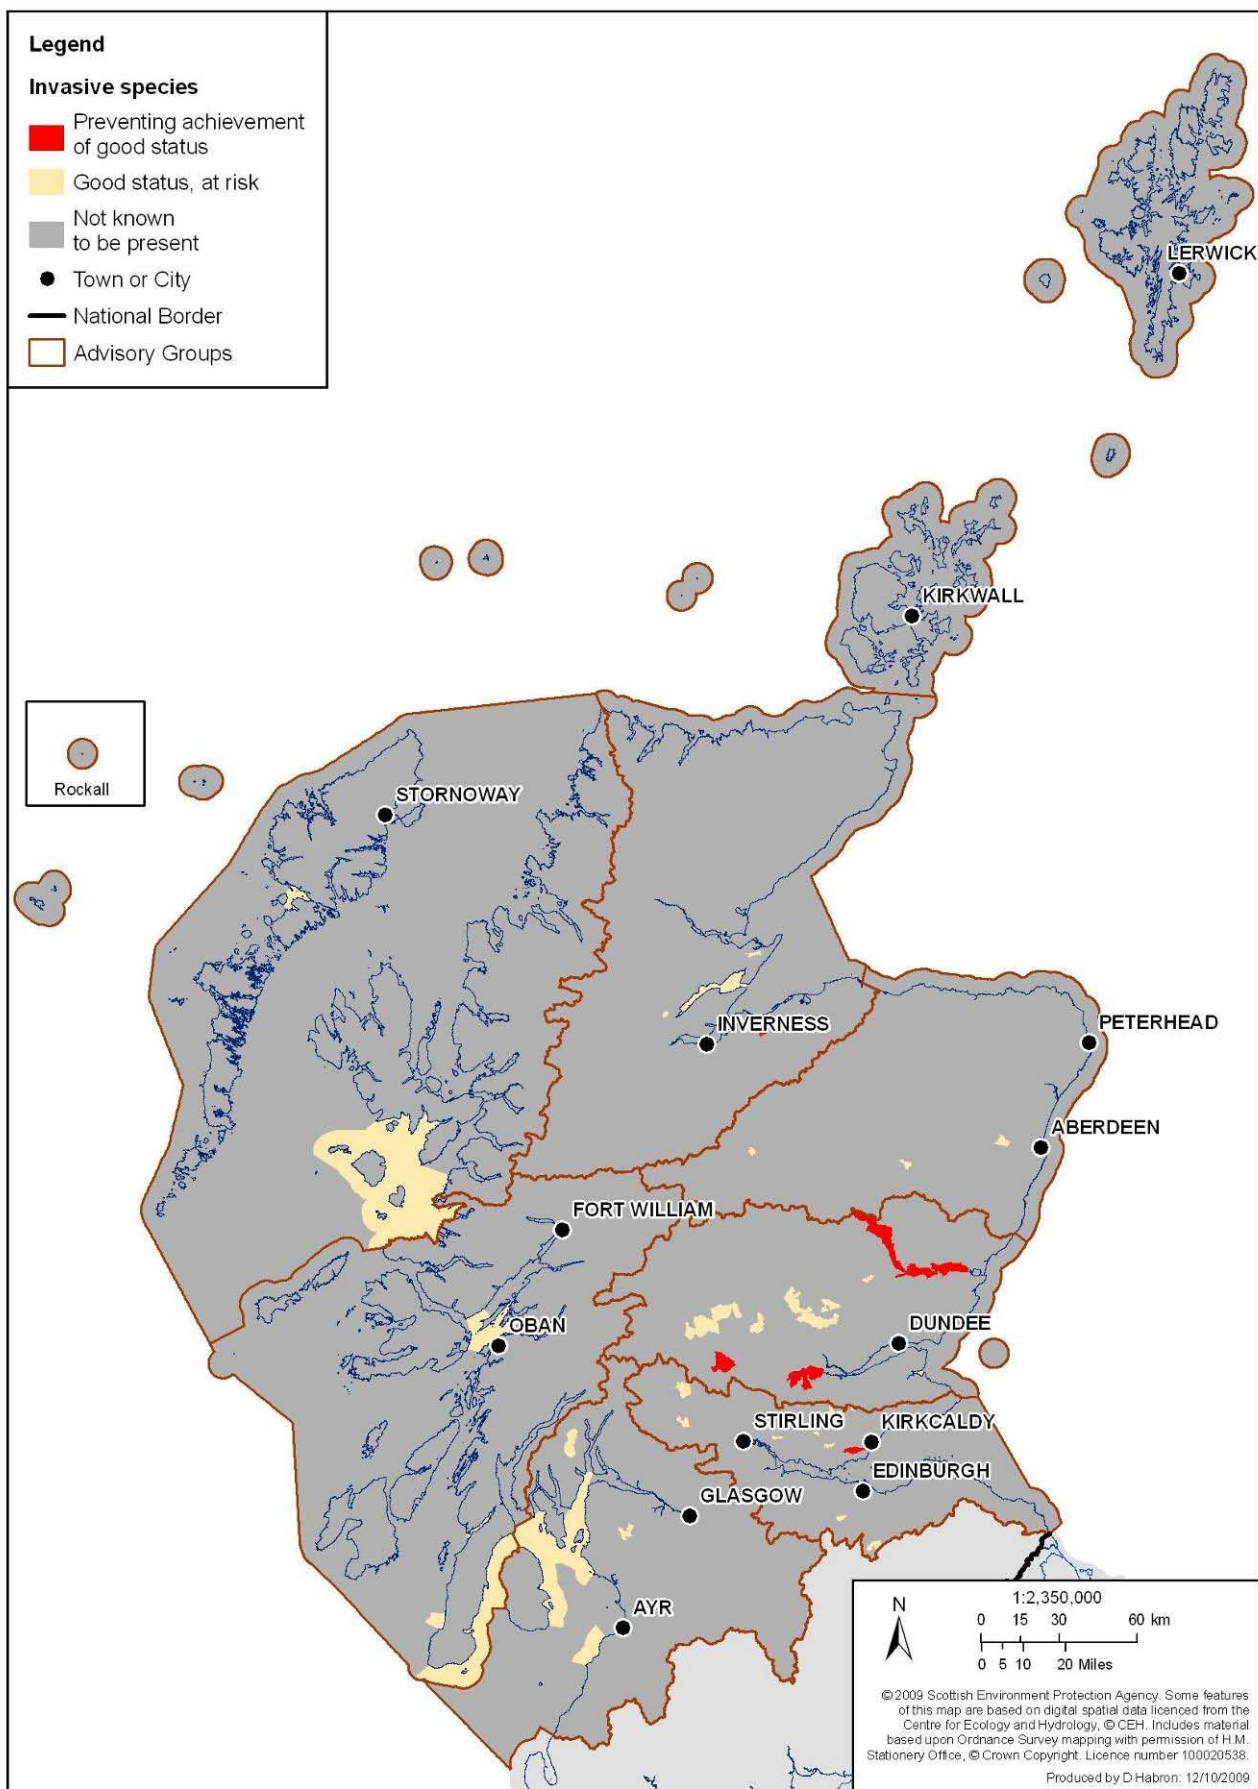 Legend
Invasive species
Preventing achievement
of good status
Good status, at risk
Not known
to be present
Town or City
National Border
Advisory Groups
LERWICK
KIRKWALL
Rockall
STORNOWAY
INVERNESS
PETERHEAD
ABERDEEN
FORT WILLIAM
OBAN
DUNDEE
STIRLING
KIRKCALDY
EDINBURGH
GLASGOW
AYR
N
1:2,350,000
0 15 30 60 km
0 5 10 20 Miles
© 2009 Scottish Environment Protection Agency. Some features
of this map are based on digital spatial data licenced from the
Centre for Ecology and Hydrology, © CEH. Includes material
based upon Ordnance Survey mapping with permission of H.M.
Stationery Office, © Crown Copyright. Licence number 100020538.
Produced by D Habron: 12/10/2009